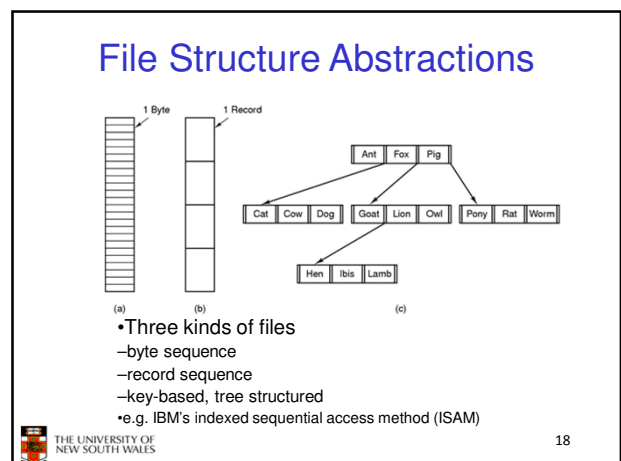 File Structure Abstractions
1 Byte
1 Record
Ant Fox Pig
Cat Cow Dog Goat Lion Owl Pony Rat Worm
Hen Ibis Lamb
(a) (b) (c)
•Three kinds of files
–byte sequence
–record sequence
–key-based, tree structured
•e.g. IBM's indexed sequential access method (ISAM)
THE UNIVERSITY OF
NEW SOUTH WALES
18